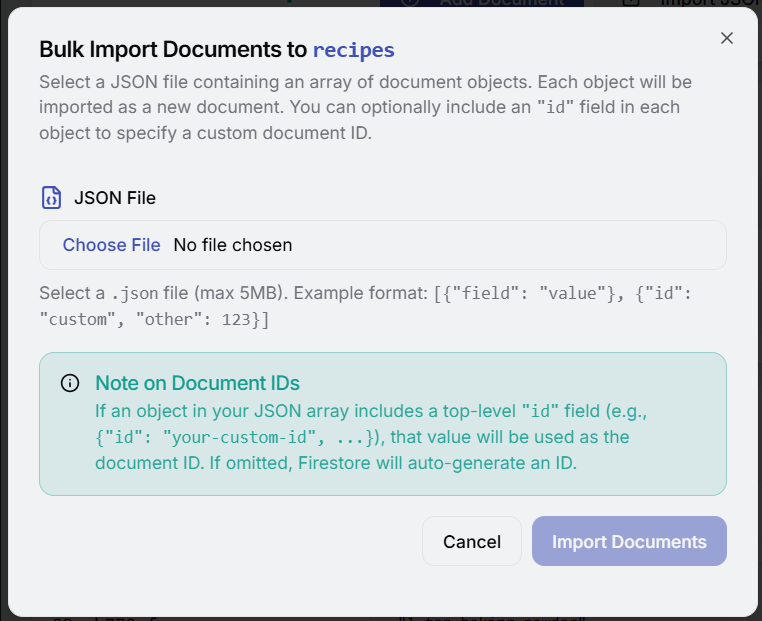 Add Document Import JSON
Bulk Import Documents to recipes
Select a JSON file containing an array of document objects. Each object will be
imported as a new document. You can optionally include an "id" field in each
object to specify a custom document ID.
JSON File
Choose File No file chosen
Select a .json file (max 5MB). Example format: [{"field": "value"}, {"id":
"custom", "other": 123}]
Note on Document IDs
If an object in your JSON array includes a top-level "id" field (e.g.,
{"id": "your-custom-id", ...}), that value will be used as the
document ID. If omitted, Firestore will auto-generate an ID.
Cancel Import Documents